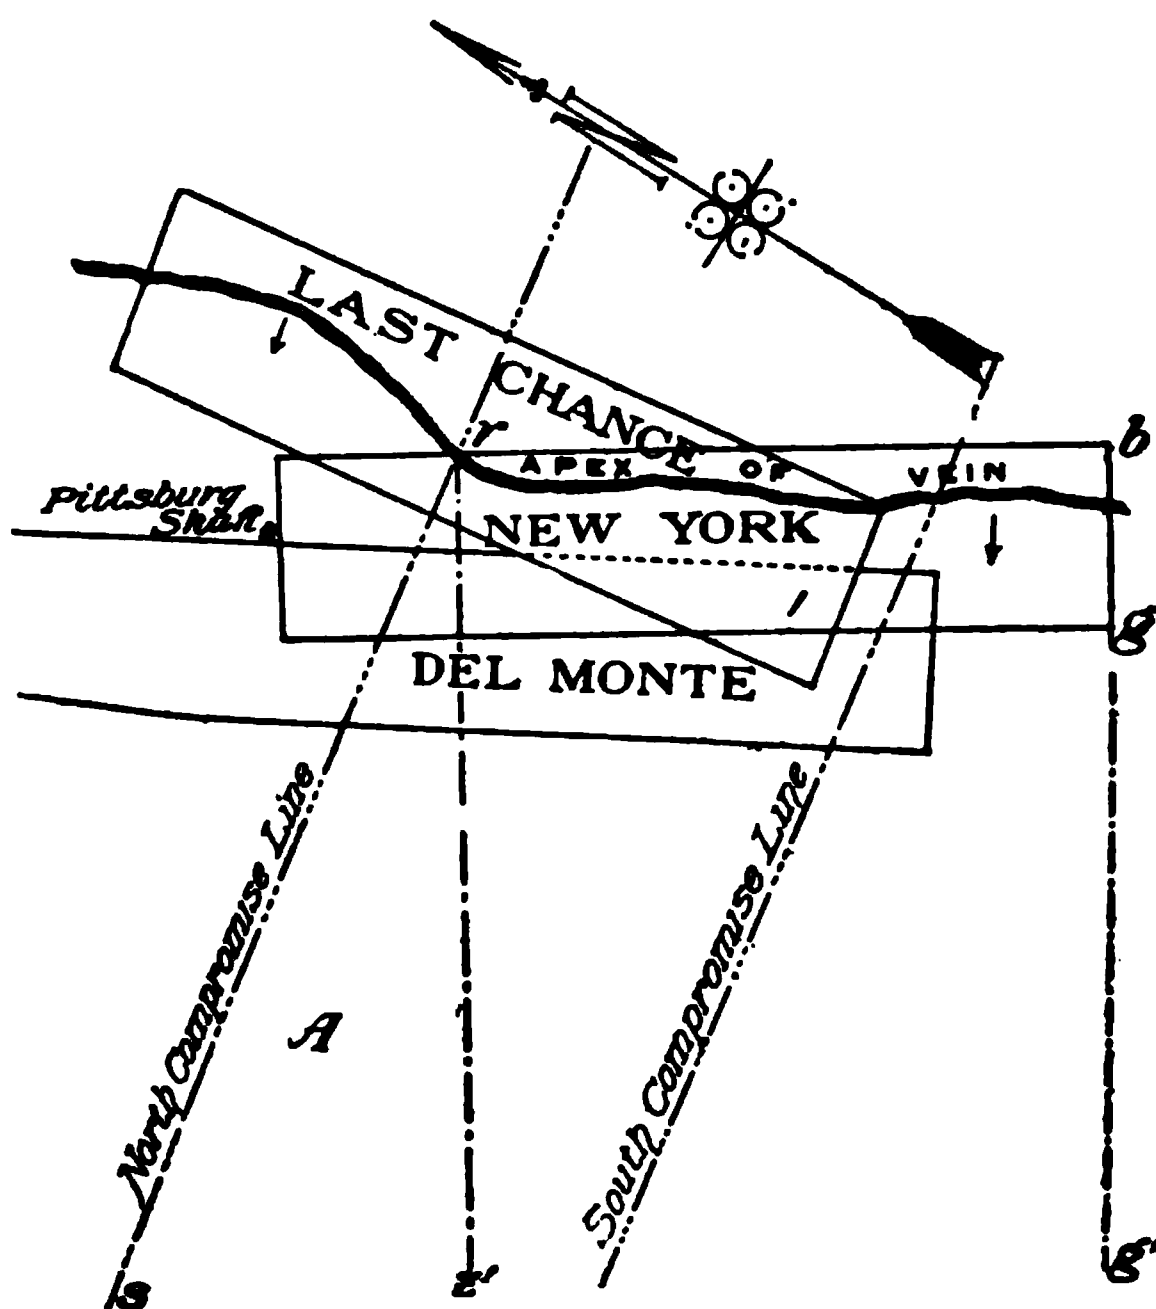 LAST CHANCE
r
b
APEX OF VEIN
Pittsburg
Shaft
NEW YORK
g
DEL MONTE
North Compromise Line
South Compromise Line
A
s
z'
g'